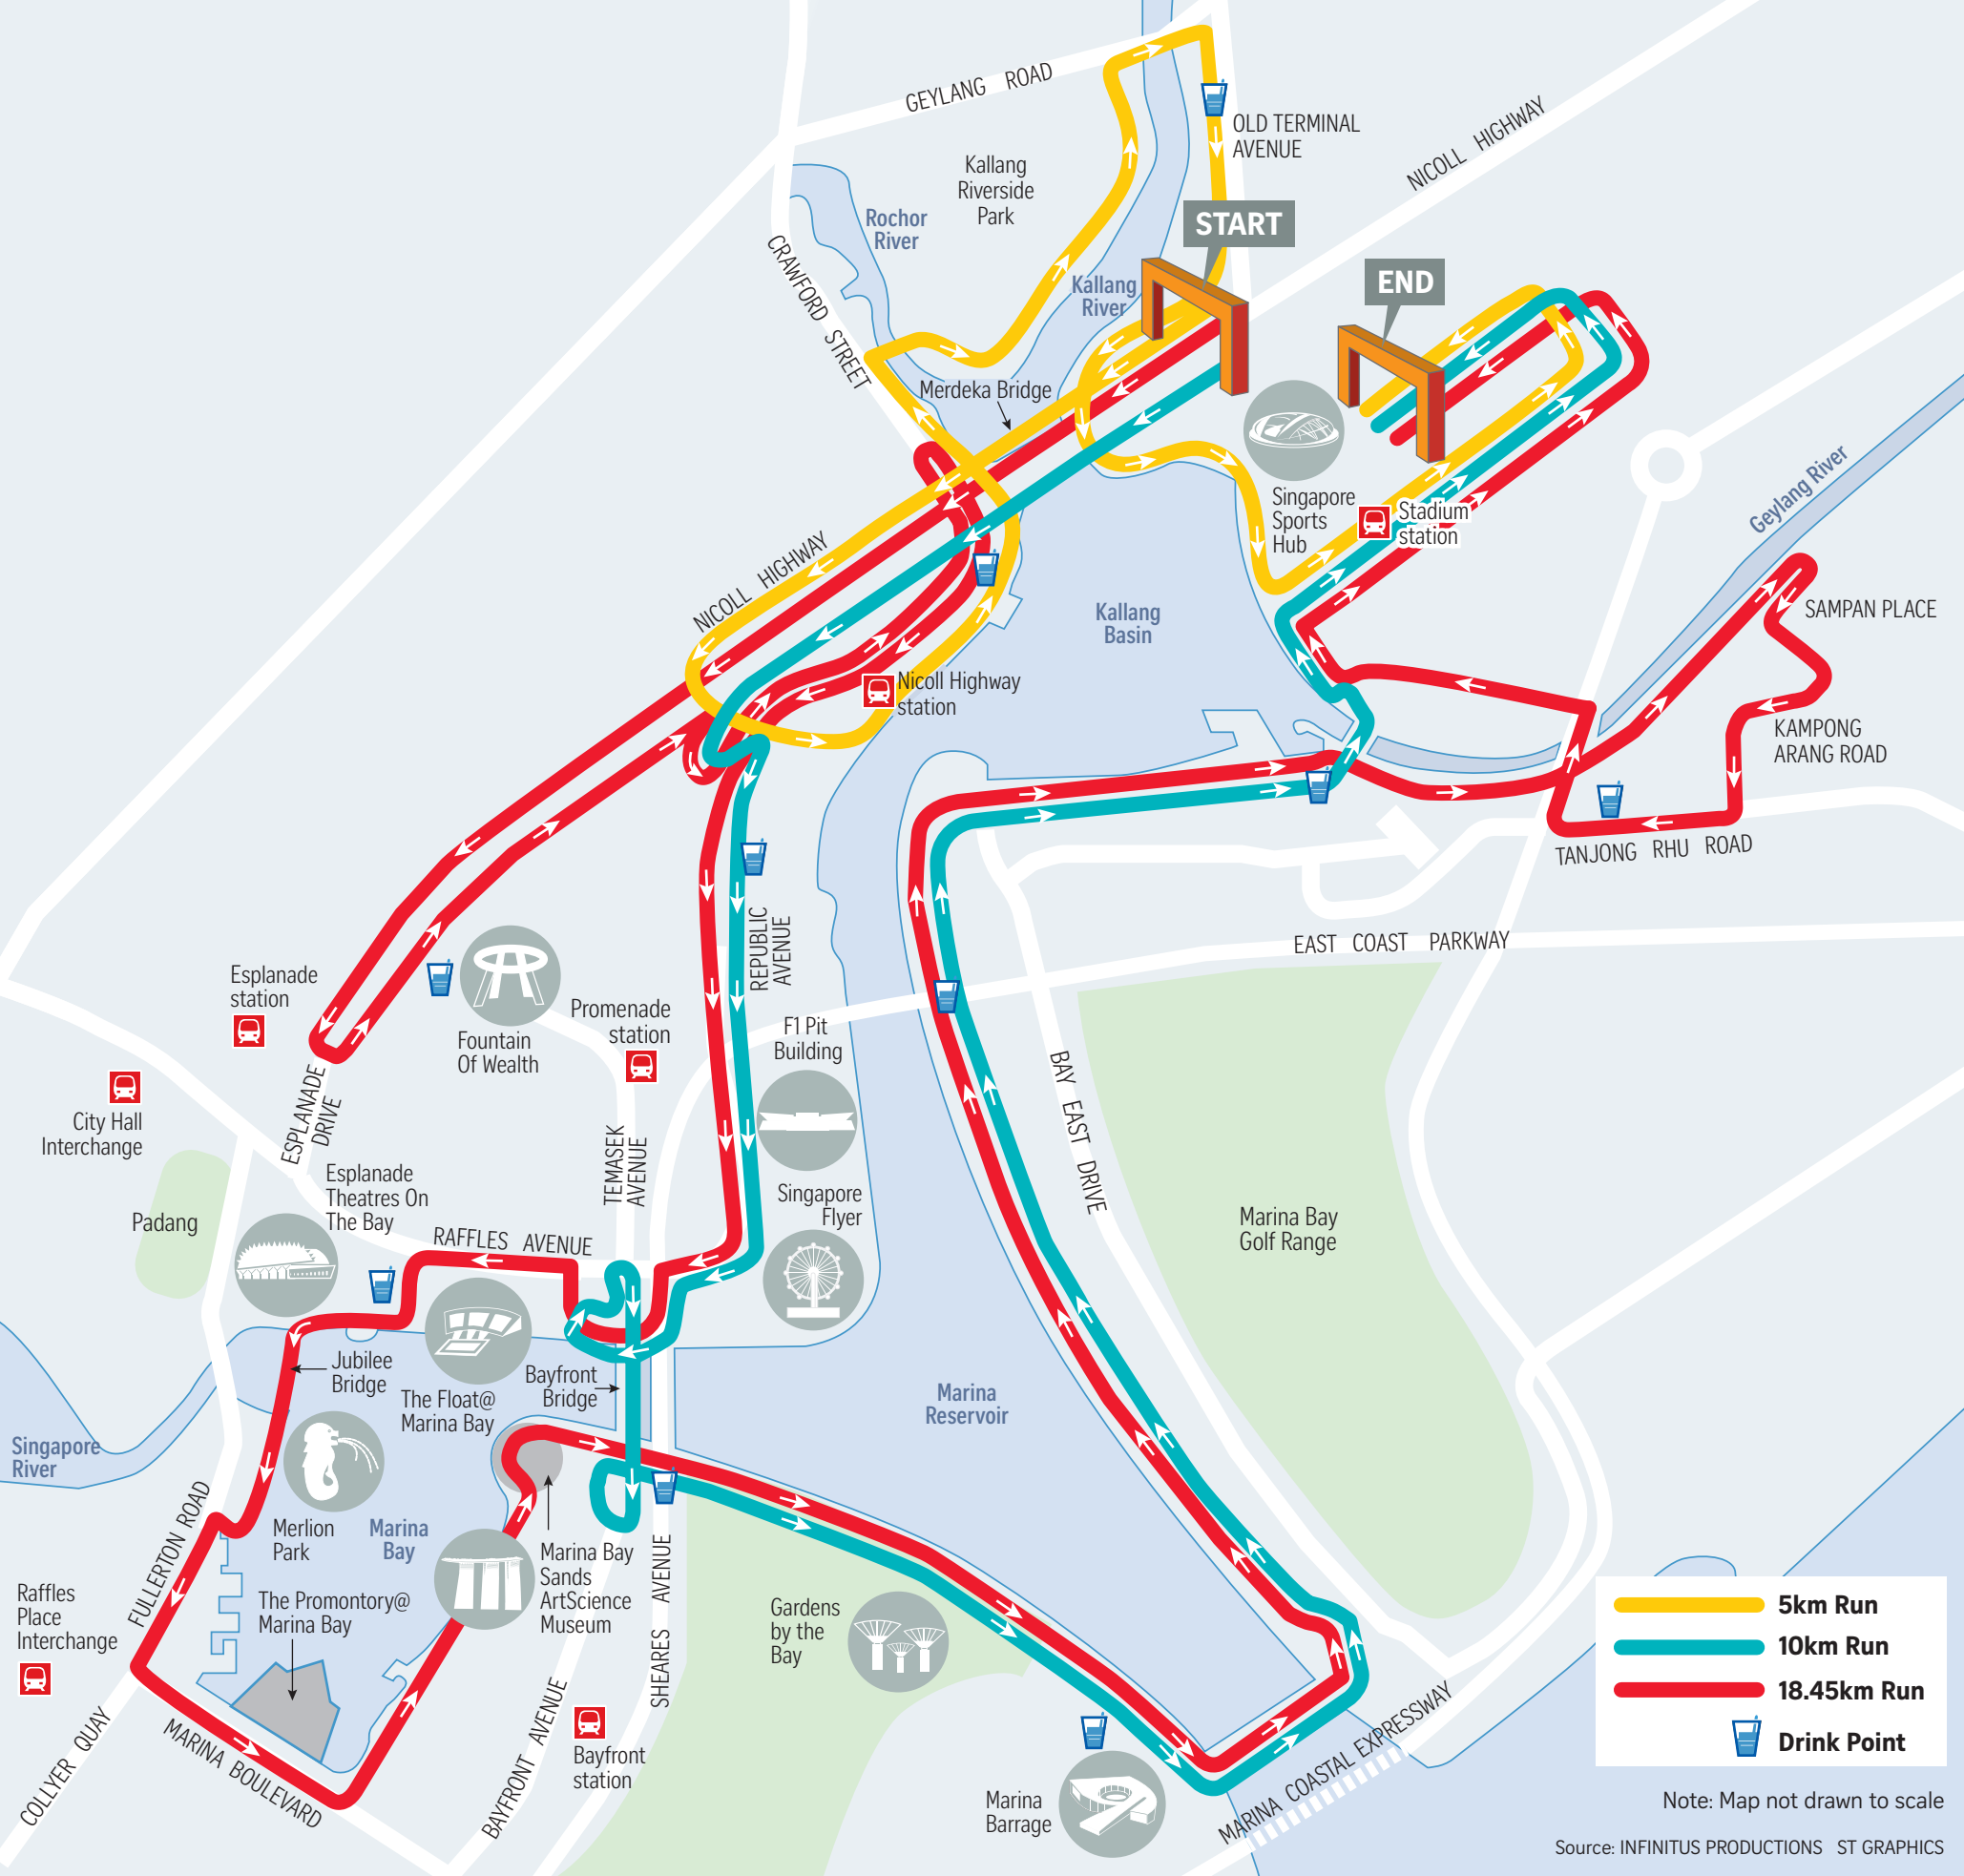 GEYLANG ROAD
OLD TERMINAL
AVENUE
NICOLL HIGHWAY
Kallang
Riverside
Park
Rochor
River
START
CRAWFORD STREET
Kallang
River
END
Merdeka Bridge
Singapore
Sports
Hub
Stadium
station
Geylang River
NICOLL HIGHWAY
Kallang
Basin
SAMPAN PLACE
Nicoll Highway
station
KAMPONG
ARANG ROAD
TANJONG RHU ROAD
REPUBLIC
AVENUE
EAST COAST PARKWAY
Esplanade
station
Promenade
station
Fountain
Of Wealth
F1 Pit
Building
City Hall
Interchange
ESPLANADE
DRIVE
BAY EAST DRIVE
TEMASEK
AVENUE
Esplanade
Theatres On
The Bay
Padang
Singapore
Flyer
RAFFLES AVENUE
Marina Bay
Golf Range
Jubilee
Bridge
Bayfront
Bridge
The Float@
Marina Bay
Marina
Reservoir
Singapore
River
FULLERTON ROAD
Merlion
Park
Marina
Bay
Marina Bay
Sands
ArtScience
Museum
SHEARES AVENUE
Raffles
Place
Interchange
The Promontory@
Marina Bay
Gardens
by the
Bay
COLLYER QUAY
MARINA BOULEVARD
BAYFRONT AVENUE
Bayfront
station
Marina
Barrage
MARINA COASTAL EXPRESSWAY
5km Run
10km Run
18.45km Run
Drink Point
Note: Map not drawn to scale
Source: INFINITUS PRODUCTIONS ST GRAPHICS